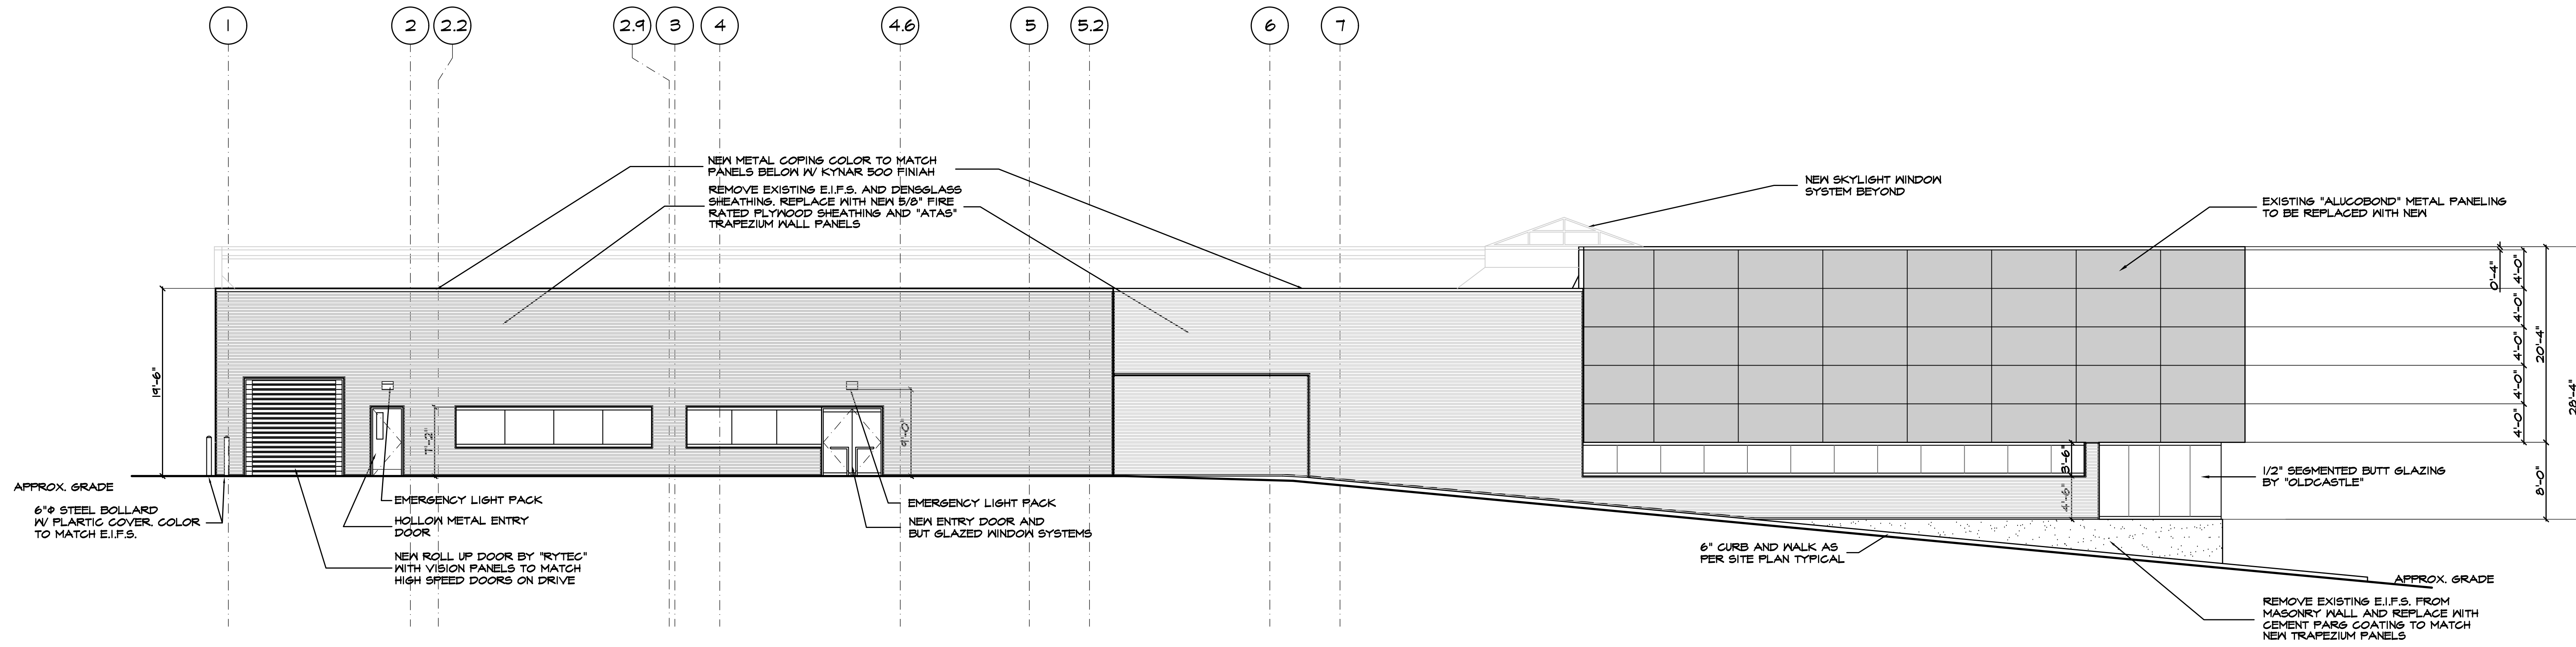 1
2
2.2
2.9
3
4
4.6
5
5.2
6
7
NEW METAL COPING COLOR TO MATCH
PANELS BELOW W/ KYNAR 500 FINIAH
REMOVE EXISTING E.I.F.S. AND DENSGLASS
SHEATHING. REPLACE WITH NEW 5/8" FIRE
RATED PLYWOOD SHEATHING AND "ATAS"
TRAPEZIUM WALL PANELS
NEW SKYLIGHT WINDOW
SYSTEM BEYOND
EXISTING "ALUCOBOND" METAL PANELING
TO BE REPLACED WITH NEW
0'-4"
4'-0"
4'-0"
4'-0"
4'-0"
4'-0"
20'-4"
28'-4"
8'-0"
19'-6"
7'-2"
9'-0"
3'-6"
4'-6"
APPROX. GRADE
6"Φ STEEL BOLLARD
W/ PLARTIC COVER. COLOR
TO MATCH E.I.F.S.
EMERGENCY LIGHT PACK
HOLLOW METAL ENTRY
DOOR
NEW ROLL UP DOOR BY "RYTEC"
WITH VISION PANELS TO MATCH
HIGH SPEED DOORS ON DRIVE
EMERGENCY LIGHT PACK
NEW ENTRY DOOR AND
BUT GLAZED WINDOW SYSTEMS
1/2" SEGMENTED BUTT GLAZING
BY "OLDCASTLE"
6" CURB AND WALK AS
PER SITE PLAN TYPICAL
APPROX. GRADE
REMOVE EXISTING E.I.F.S. FROM
MASONRY WALL AND REPLACE WITH
CEMENT PARG COATING TO MATCH
NEW TRAPEZIUM PANELS